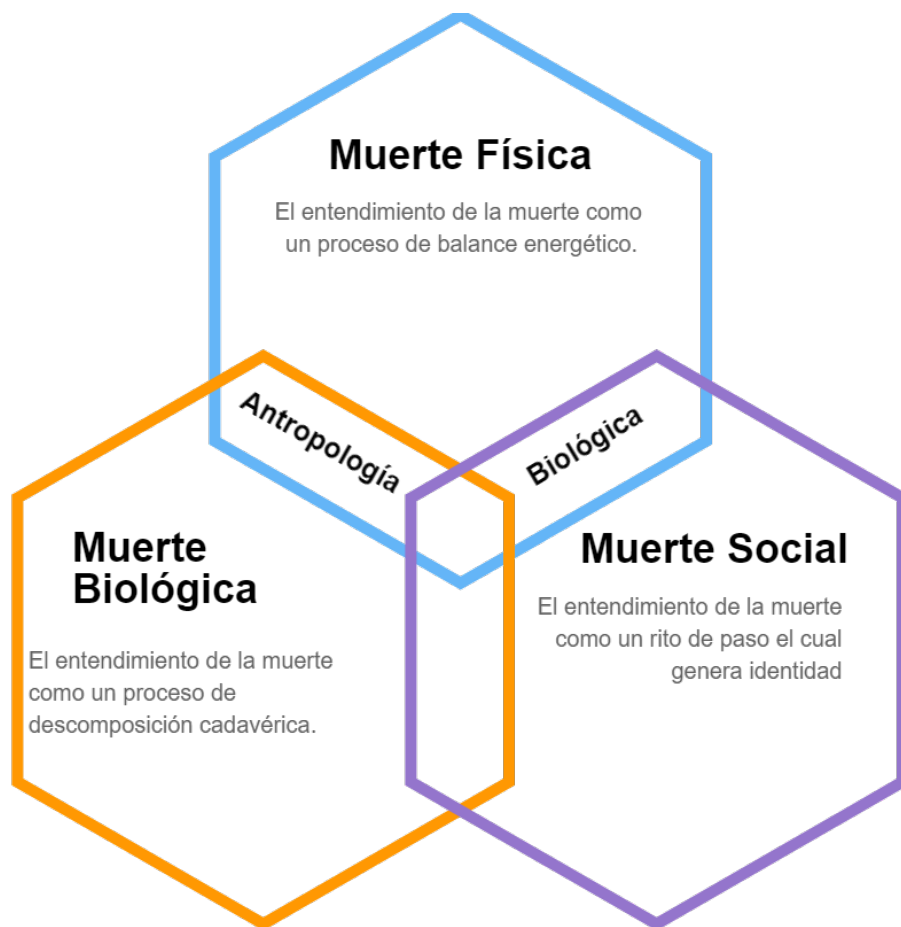 Muerte Física
El entendimiento de la muerte como
un proceso de balance energético.
Antropología
Biológica
Muerte
Biológica
El entendimiento de la muerte
como un proceso de
descomposición cadavérica.
Muerte Social
El entendimiento de la muerte
como un rito de paso el cual
genera identidad